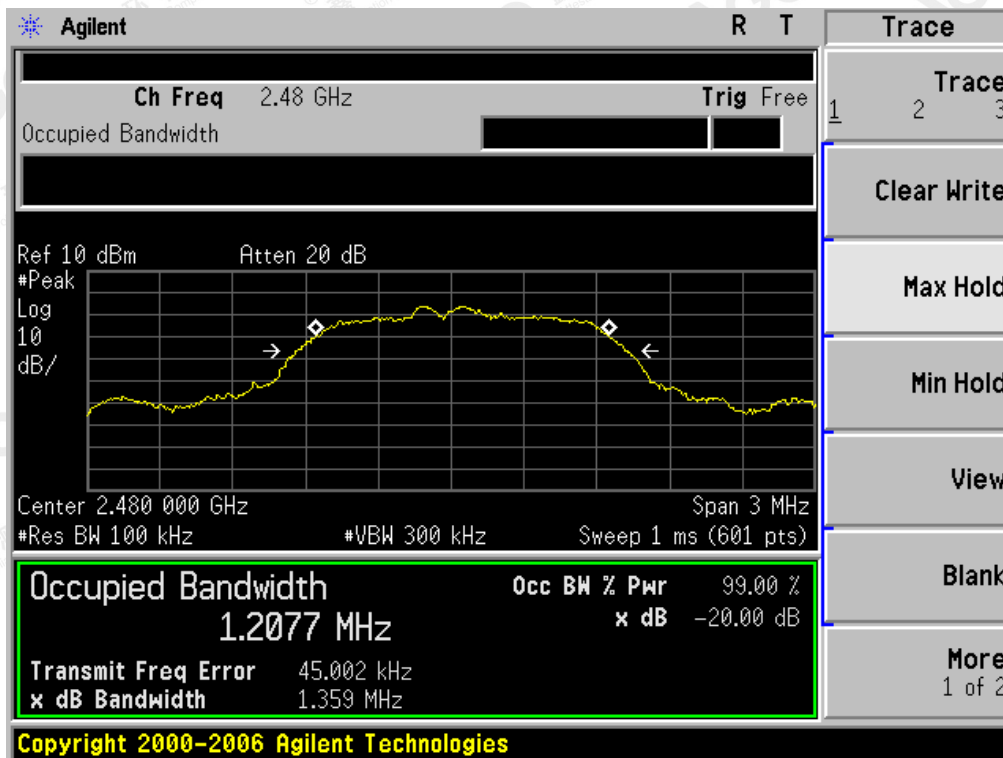 Agilent R T
Ch Freq 2.48 GHz Trig Free
Occupied Bandwidth
Ref 10 dBm Atten 20 dB
#Peak
Log
10
dB/
Center 2.480 000 GHz Span 3 MHz
#Res BW 100 kHz #VBW 300 kHz Sweep 1 ms (601 pts)
Occupied Bandwidth Occ BW % Pwr 99.00 %
1.2077 MHz x dB -20.00 dB
Transmit Freq Error 45.002 kHz
x dB Bandwidth 1.359 MHz
Copyright 2000-2006 Agilent Technologies
Trace
Trace
1 2 3
Clear Write
Max Hold
Min Hold
View
Blank
More
1 of 2